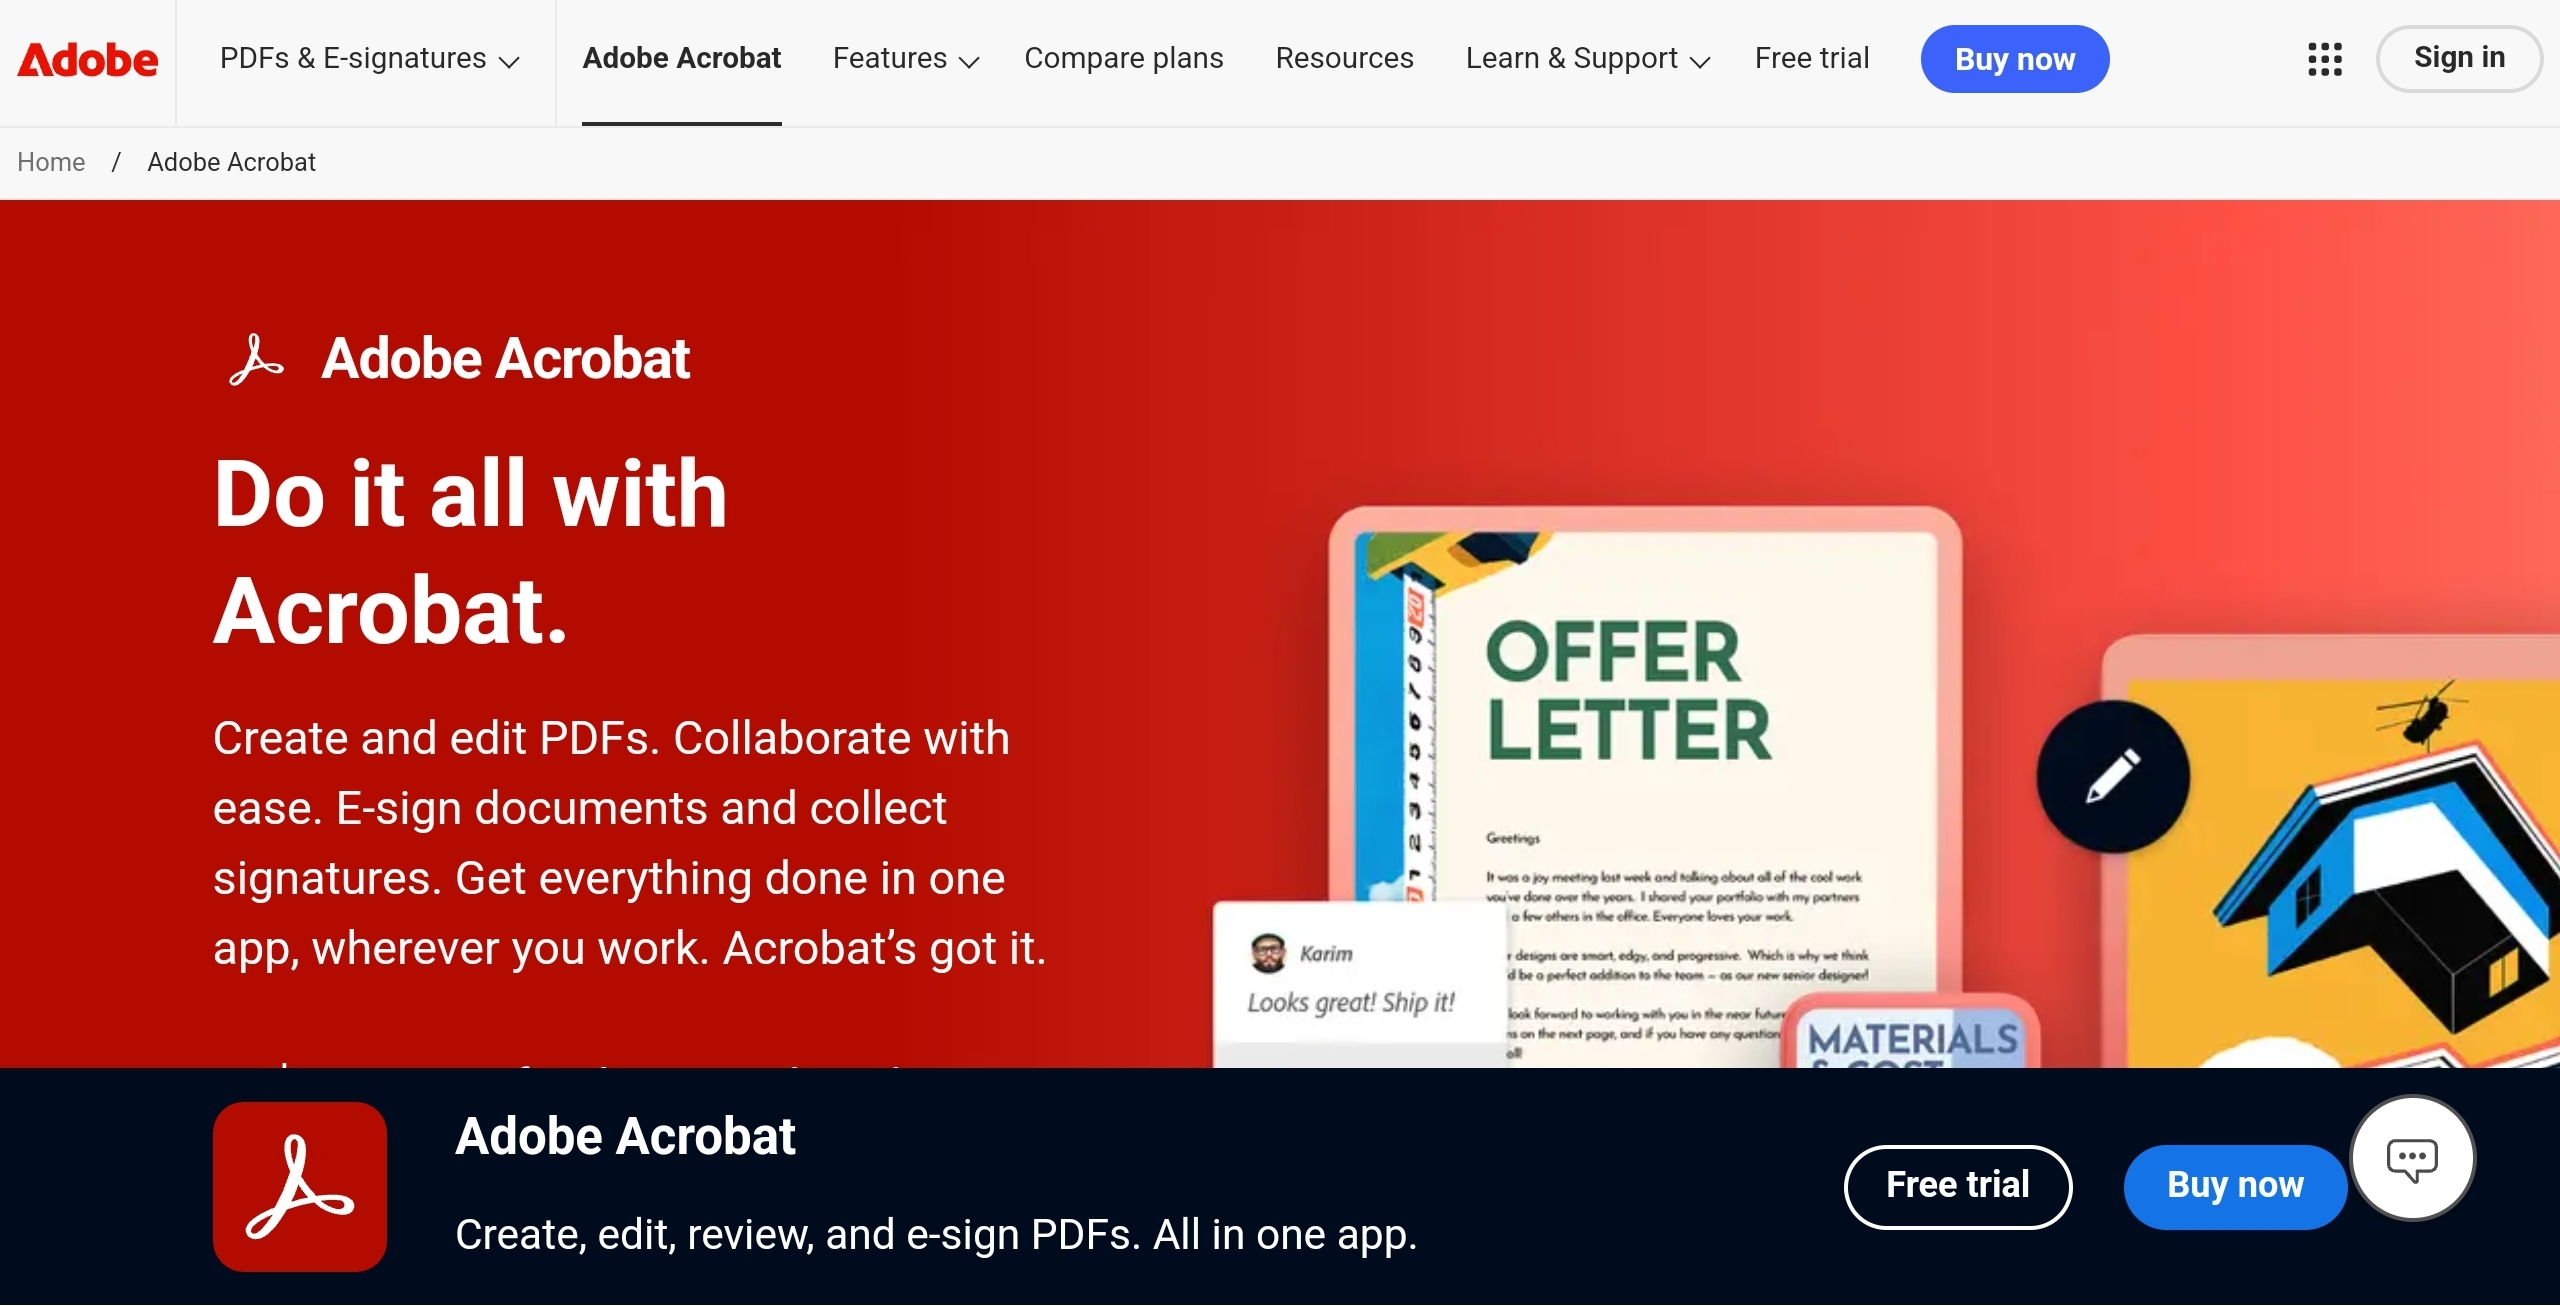 Adobe
PDFs & E-signatures
Adobe Acrobat
Features
Compare plans
Resources
Learn & Support
Free trial
Buy now
Sign in
Home / Adobe Acrobat
Adobe Acrobat
Do it all with
Acrobat.
Create and edit PDFs. Collaborate with
ease. E-sign documents and collect
signatures. Get everything done in one
app, wherever you work. Acrobat’s got it.
OFFER
LETTER
Greetings
It was a joy meeting last week and talking about all of the cool work
you've done over the years. I shared your portfolio with my partners
a few others in the office. Everyone loves your work.
designs are smart, edgy, and progressive. Which is why we think
be a perfect addition to the team – as our new senior designer!
look forward to working with you in the near future
on the next page, and if you have any question
Karim
Looks great! Ship it!
MATERIALS
& COST
Adobe Acrobat
Create, edit, review, and e-sign PDFs. All in one app.
Free trial
Buy now